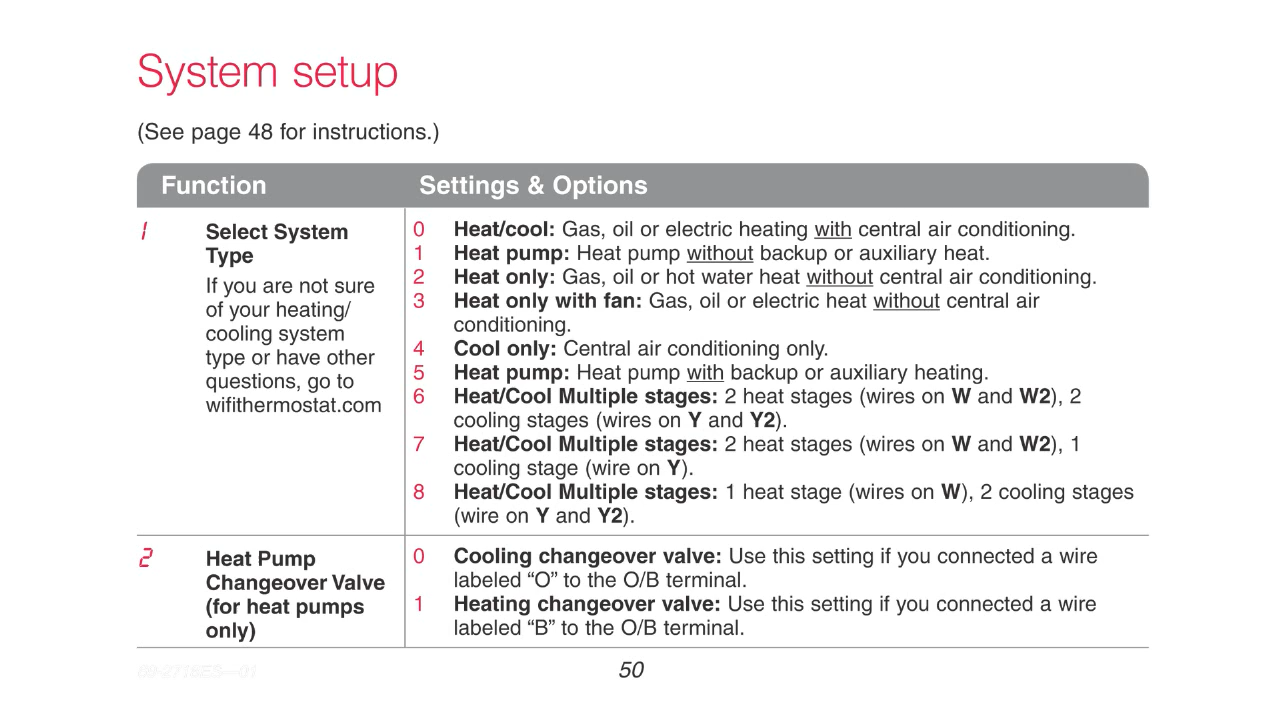 System setup
(See page 48 for instructions.)
Function Settings & Options
1 Select System
Type
If you are not sure
of your heating/
cooling system
type or have other
questions, go to
wifithermostat.com
0 Heat/cool: Gas, oil or electric heating with central air conditioning.
1 Heat pump: Heat pump without backup or auxiliary heat.
2 Heat only: Gas, oil or hot water heat without central air conditioning.
3 Heat only with fan: Gas, oil or electric heat without central air
conditioning.
4 Cool only: Central air conditioning only.
5 Heat pump: Heat pump with backup or auxiliary heating.
6 Heat/Cool Multiple stages: 2 heat stages (wires on W and W2), 2
cooling stages (wires on Y and Y2).
7 Heat/Cool Multiple stages: 2 heat stages (wires on W and W2), 1
cooling stage (wire on Y).
8 Heat/Cool Multiple stages: 1 heat stage (wires on W), 2 cooling stages
(wire on Y and Y2).
2 Heat Pump
Changeover Valve
(for heat pumps
only)
0 Cooling changeover valve: Use this setting if you connected a wire
labeled “O” to the O/B terminal.
1 Heating changeover valve: Use this setting if you connected a wire
labeled “B” to the O/B terminal.
50